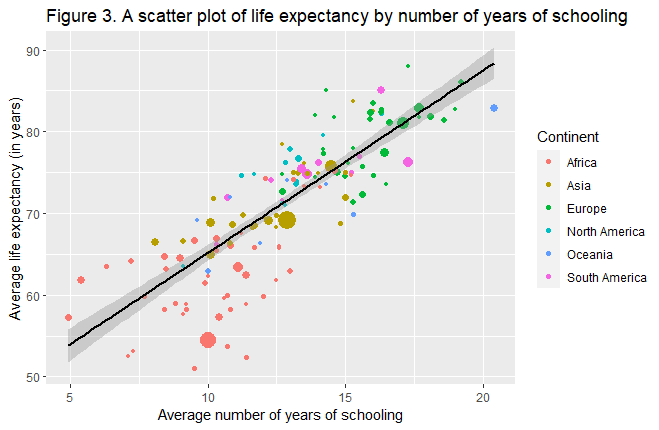 Figure 3. A scatter plot of life expectancy by number of years of schooling
90
80
70
60
50
Average life expectancy (in years)
5
10
15
20
Average number of years of schooling
Continent
Africa
Asia
Europe
North America
Oceania
South America